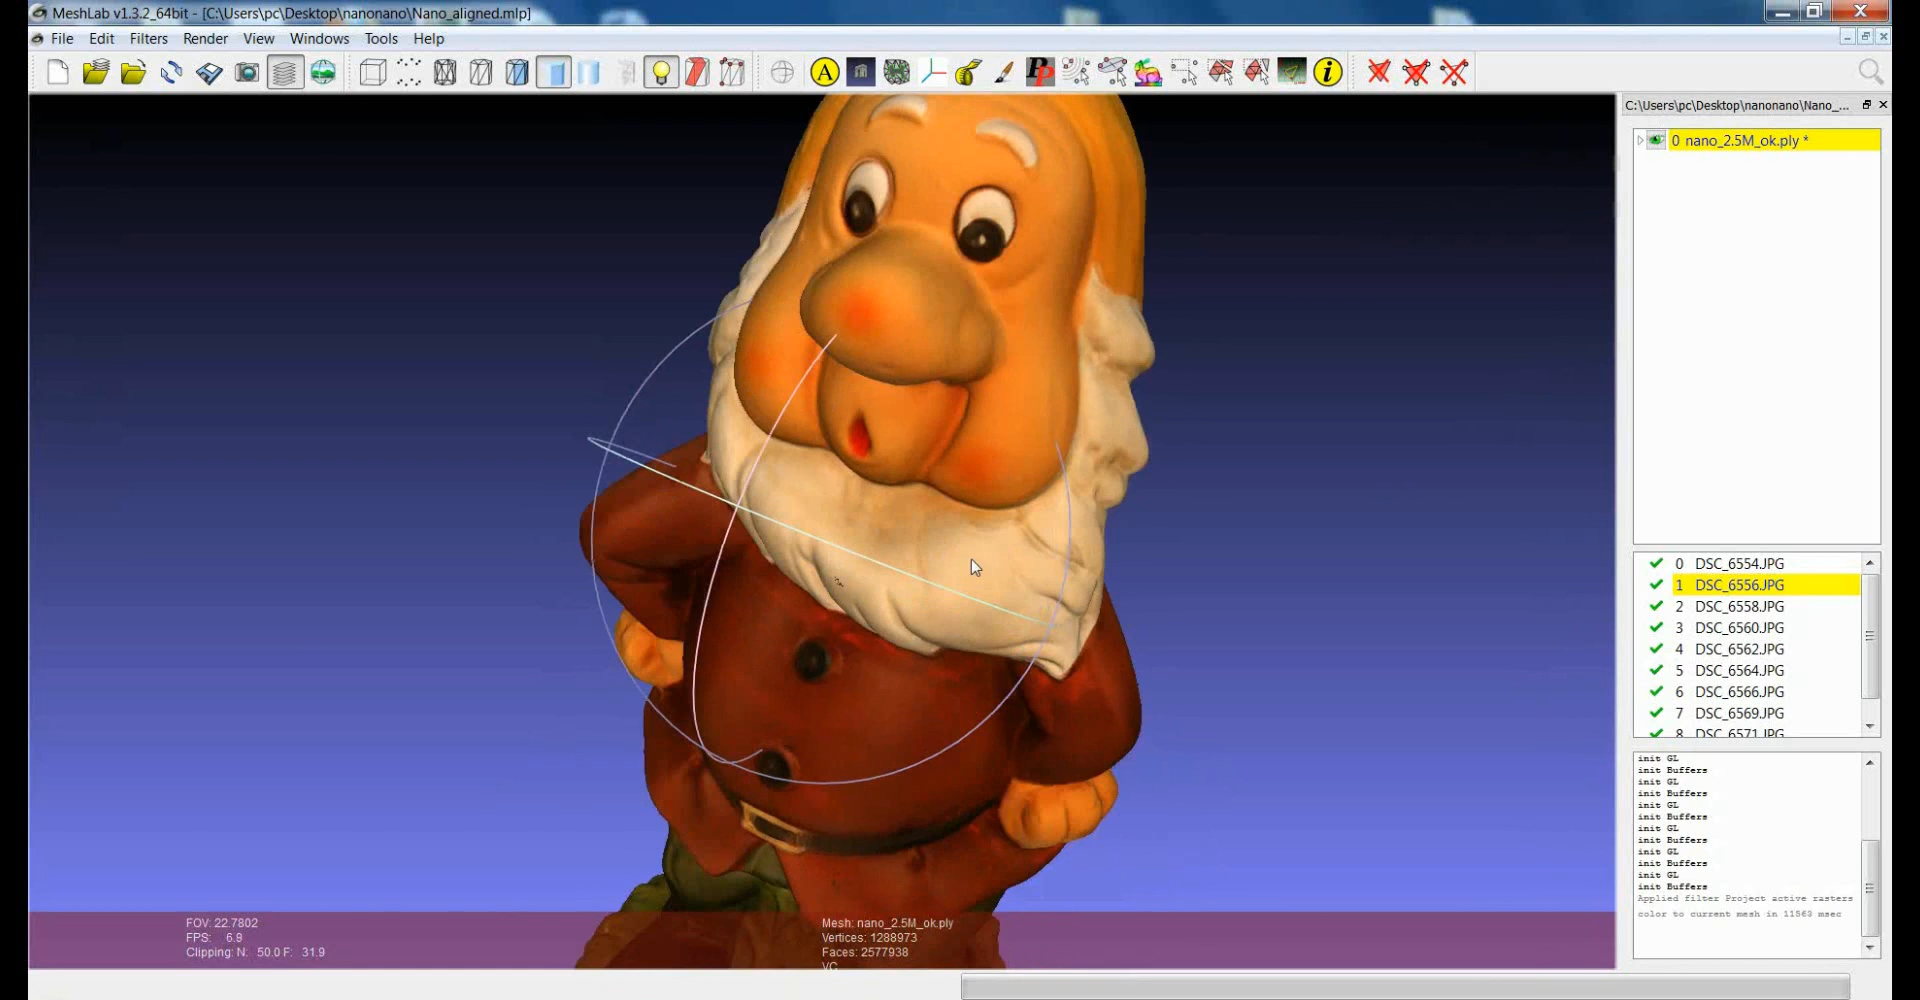 MeshLab v1.3.2_64bit - [C:\Users\pc\Desktop\nanonano\Nano_aligned.mlp]
File Edit Filters Render View Windows Tools Help
A
PP
i
C:\Users\pc\Desktop\nanonano\Nano_...
0 nano_2.5M_ok.ply *
0 DSC_6554.JPG
1 DSC_6556.JPG
2 DSC_6558.JPG
3 DSC_6560.JPG
4 DSC_6562.JPG
5 DSC_6564.JPG
6 DSC_6566.JPG
7 DSC_6569.JPG
8 DSC_6571.JPG
init GL
init Buffers
init GL
init Buffers
init GL
init Buffers
init GL
init Buffers
init GL
init Buffers
init GL
init Buffers
Applied filter Project active rasters
color to current mesh in 11563 msec
FOV: 22.7802
FPS: 6.9
Clipping: N: 50.0 F: 31.9
Mesh: nano_2.5M_ok.ply
Vertices: 1288973
Faces: 2577938
VC